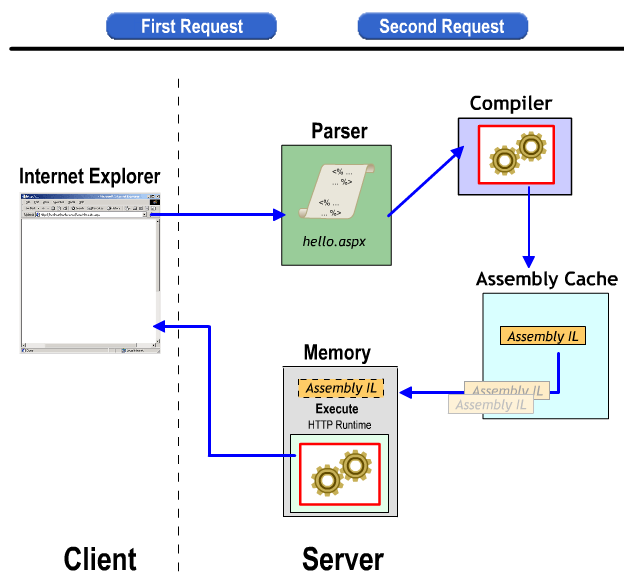 First Request
Second Request
Compiler
Parser
Internet Explorer
<% ...
... %>
<% ...
... %>
hello.aspx
Assembly Cache
Assembly IL
Memory
Assembly IL
Assembly IL
Assembly IL
Execute
HTTP Runtime
Client
Server